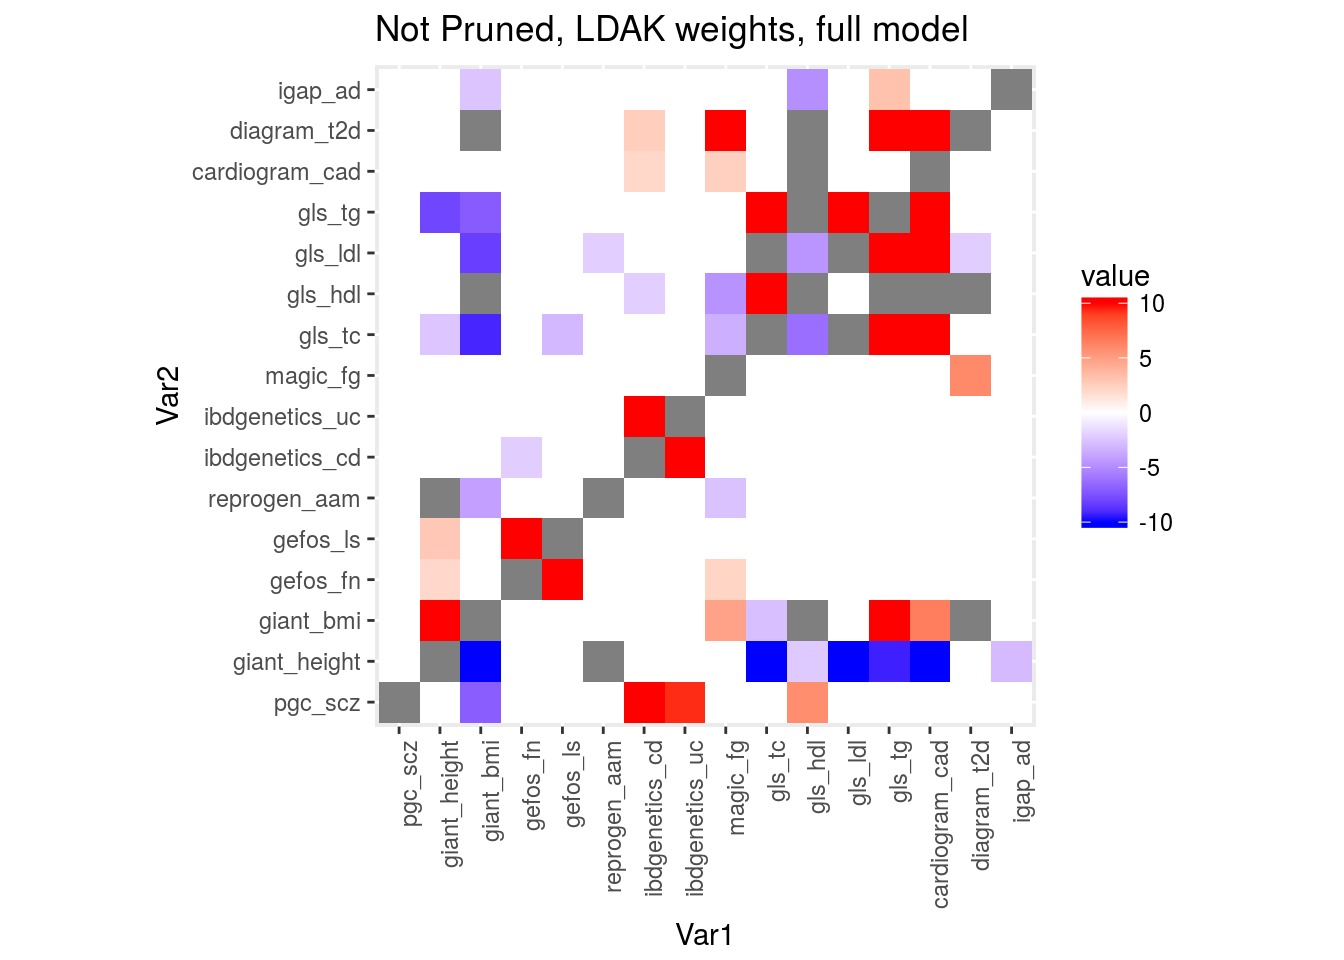 Not Pruned, LDAK weights, full model
igap_ad
diagram_t2d
cardiogram_cad
gls_tg
gls_ldl
gls_hdl
gls_tc
magic_fg
ibdgenetics_uc
ibdgenetics_cd
reprogen_aam
gefos_ls
gefos_fn
giant_bmi
giant_height
pgc_scz
Var2
pgc_scz
giant_height
giant_bmi
gefos_fn
gefos_ls
reprogen_aam
ibdgenetics_cd
ibdgenetics_uc
magic_fg
gls_tc
gls_hdl
gls_ldl
gls_tg
cardiogram_cad
diagram_t2d
igap_ad
Var1
value
10
5
0
-5
-10